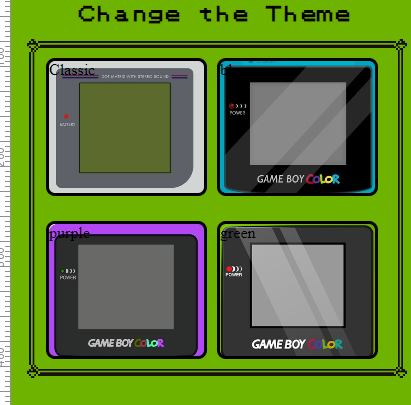 Change the Theme
Classic
DOT MATRIX WITH STEREO SOUND
BATTERY
bl
POWER
GAME BOY COLOR
purple
POWER
GAME BOY COLOR
green
POWER
GAME BOY COLOR